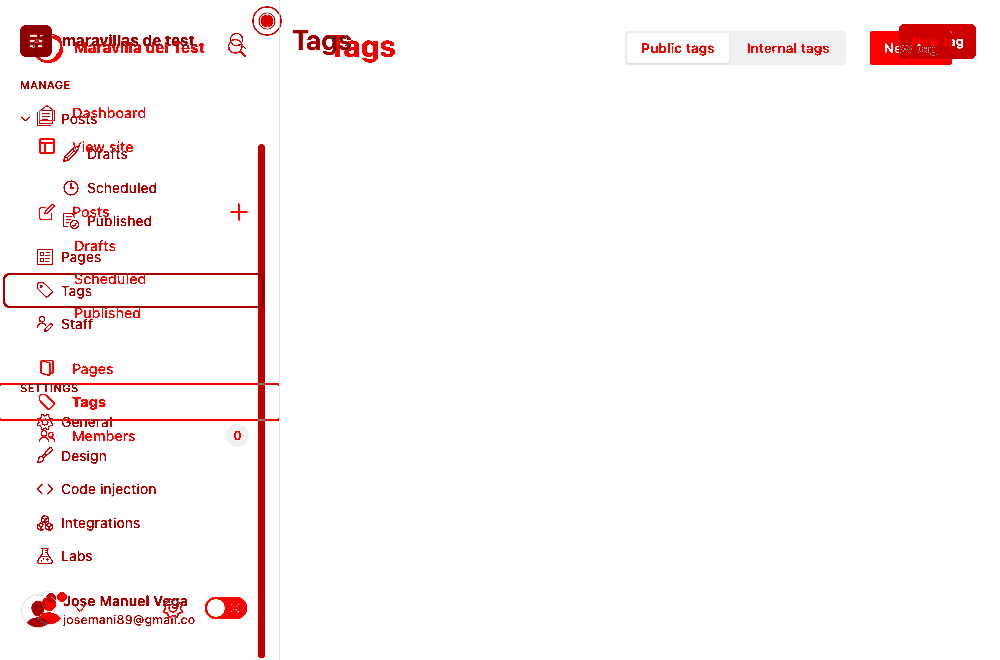 maravillas de test
Maravilla del Test
Tags
Tags
Public tags
Internal tags
New tag
New tag
MANAGE
Dashboard
Posts
View site
Drafts
Scheduled
Posts
Published
Drafts
Pages
Scheduled
Tags
Published
Staff
Pages
SETTINGS
Tags
General
Members
0
Design
Code injection
Integrations
Labs
Jose Manuel Vega
josemani89@gmail.co